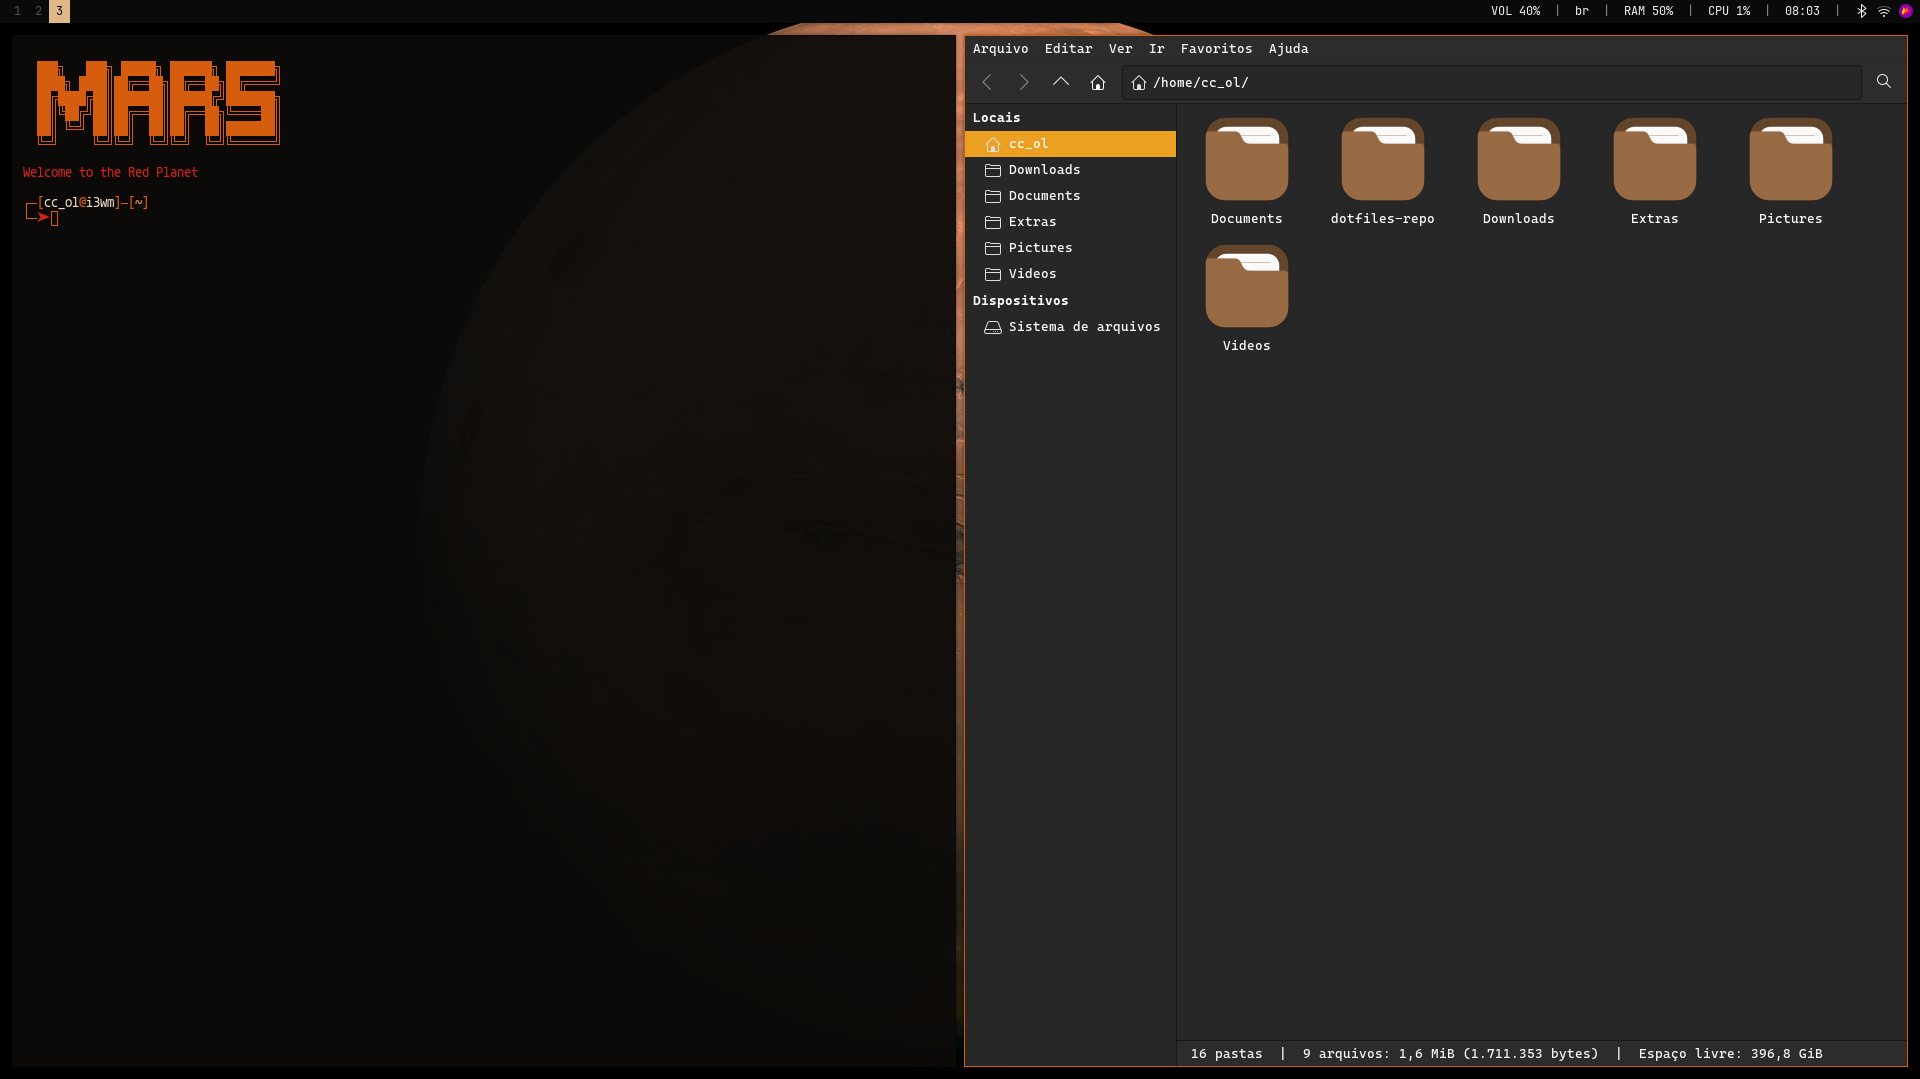 1 2 3
VOL 40% | br | RAM 50% | CPU 1% | 08:03 |
MARS
Welcome to the Red Planet
[cc_ol@i3wm]-[~]
Arquivo Editar Ver Ir Favoritos Ajuda
/home/cc_ol/
Locais
cc_ol
Downloads
Documents
Extras
Pictures
Videos
Dispositivos
Sistema de arquivos
Documents dotfiles-repo Downloads Extras Pictures
Videos
16 pastas | 9 arquivos: 1,6 MiB (1.711.353 bytes) | Espaço livre: 396,8 GiB